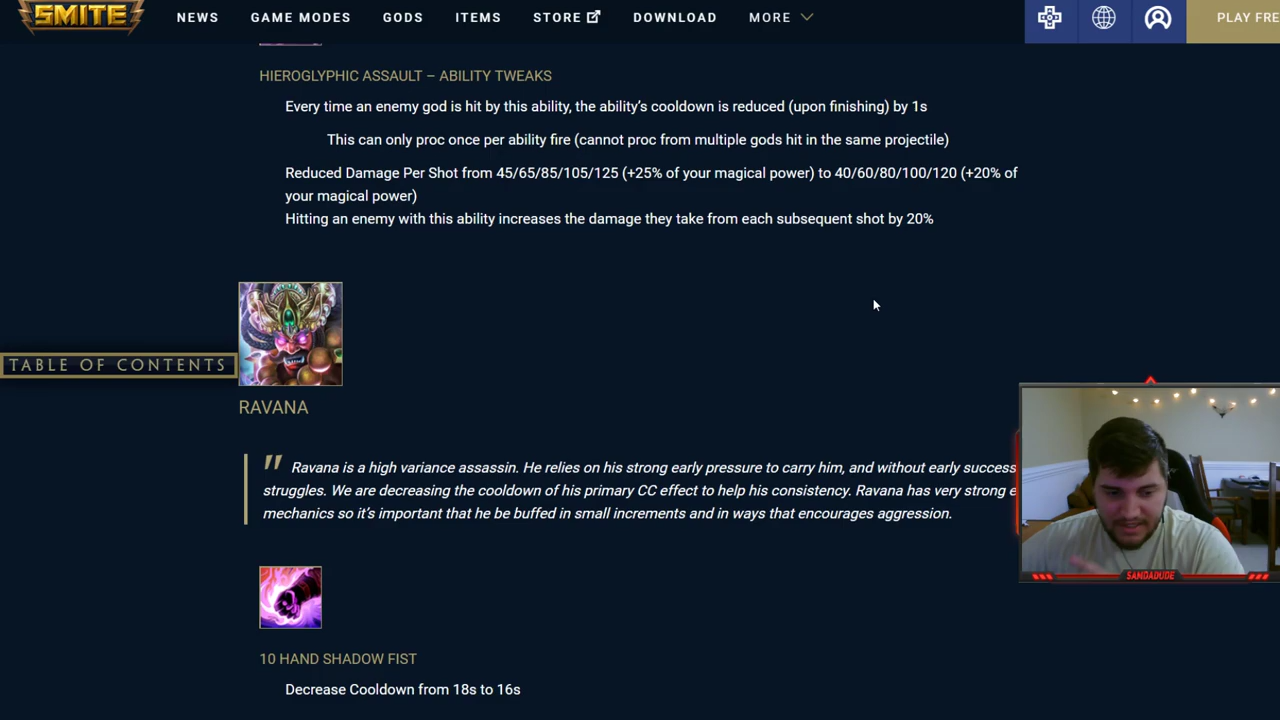 SMITE
NEWS
GAME MODES
GODS
ITEMS
STORE
DOWNLOAD
MORE
PLAY FRE
HIEROGLYPHIC ASSAULT – ABILITY TWEAKS
Every time an enemy god is hit by this ability, the ability's cooldown is reduced (upon finishing) by 1s
This can only proc once per ability fire (cannot proc from multiple gods hit in the same projectile)
Reduced Damage Per Shot from 45/65/85/105/125 (+25% of your magical power) to 40/60/80/100/120 (+20% of
your magical power)
Hitting an enemy with this ability increases the damage they take from each subsequent shot by 20%
TABLE OF CONTENTS
RAVANA
" Ravana is a high variance assassin. He relies on his strong early pressure to carry him, and without early success
struggles. We are decreasing the cooldown of his primary CC effect to help his consistency. Ravana has very strong e
mechanics so it's important that he be buffed in small increments and in ways that encourages aggression.
SAMDADUDE
10 HAND SHADOW FIST
Decrease Cooldown from 18s to 16s